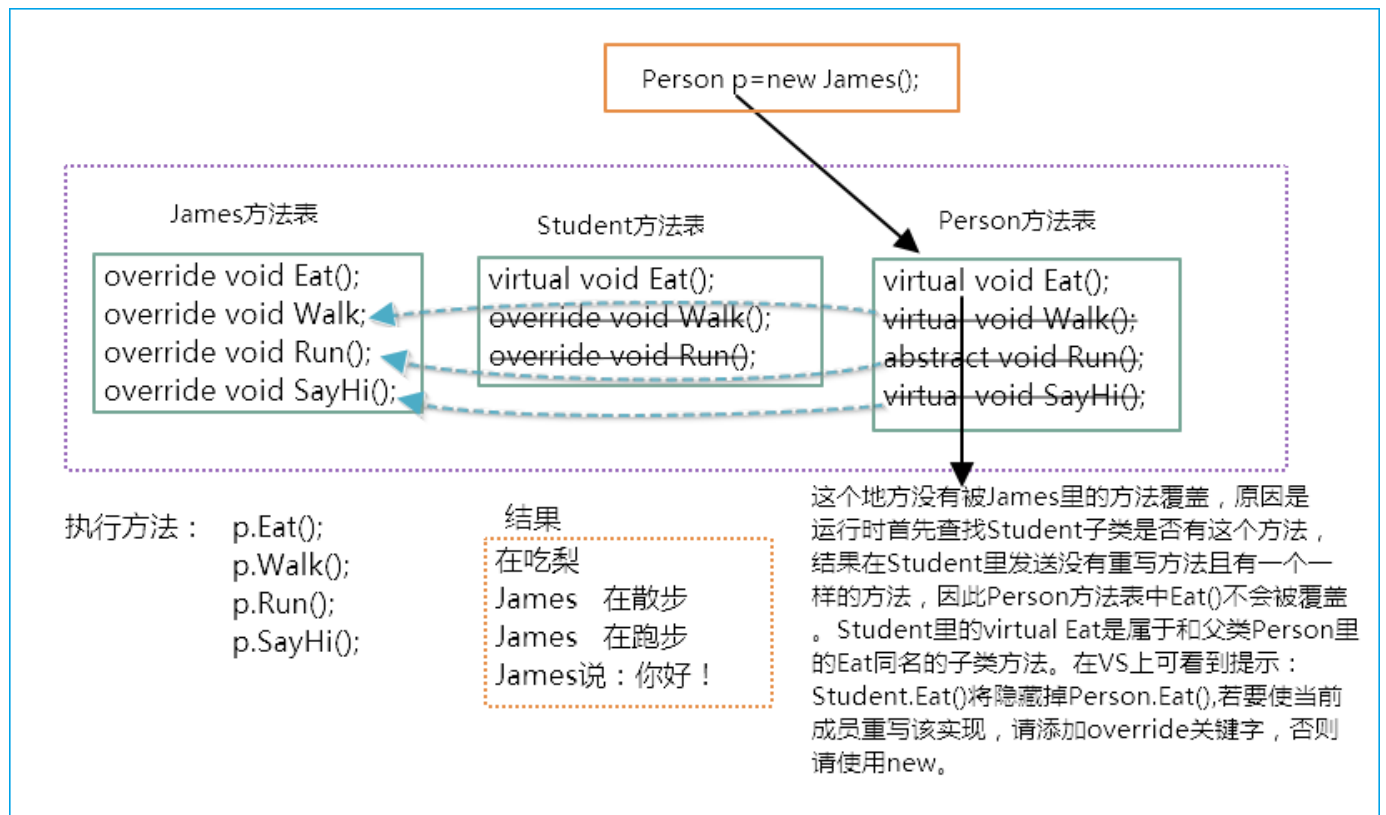 Person p=new James();
James方法表
override void Eat();
override void Walk;
override void Run();
override void SayHi();
Student方法表
virtual void Eat();
override void Walk();
override void Run();
Person方法表
virtual void Eat();
virtual void Walk();
abstract void Run();
virtual void SayHi();
执行方法： p.Eat();
p.Walk();
p.Run();
p.SayHi();
结果
在吃梨
James 在散步
James 在跑步
James说：你好！
这个地方没有被James里的方法覆盖，原因是
运行时首先查找Student子类是否有这个方法，
结果在Student里发送没有重写方法且有一个一
样的方法，因此Person方法表中Eat()不会被覆盖
。Student里的virtual Eat是属于和父类Person里
的Eat同名的子类方法。在VS上可看到提示：
Student.Eat()将隐藏掉Person.Eat(),若要使当前
成员重写该实现，请添加override关键字，否则
请使用new。